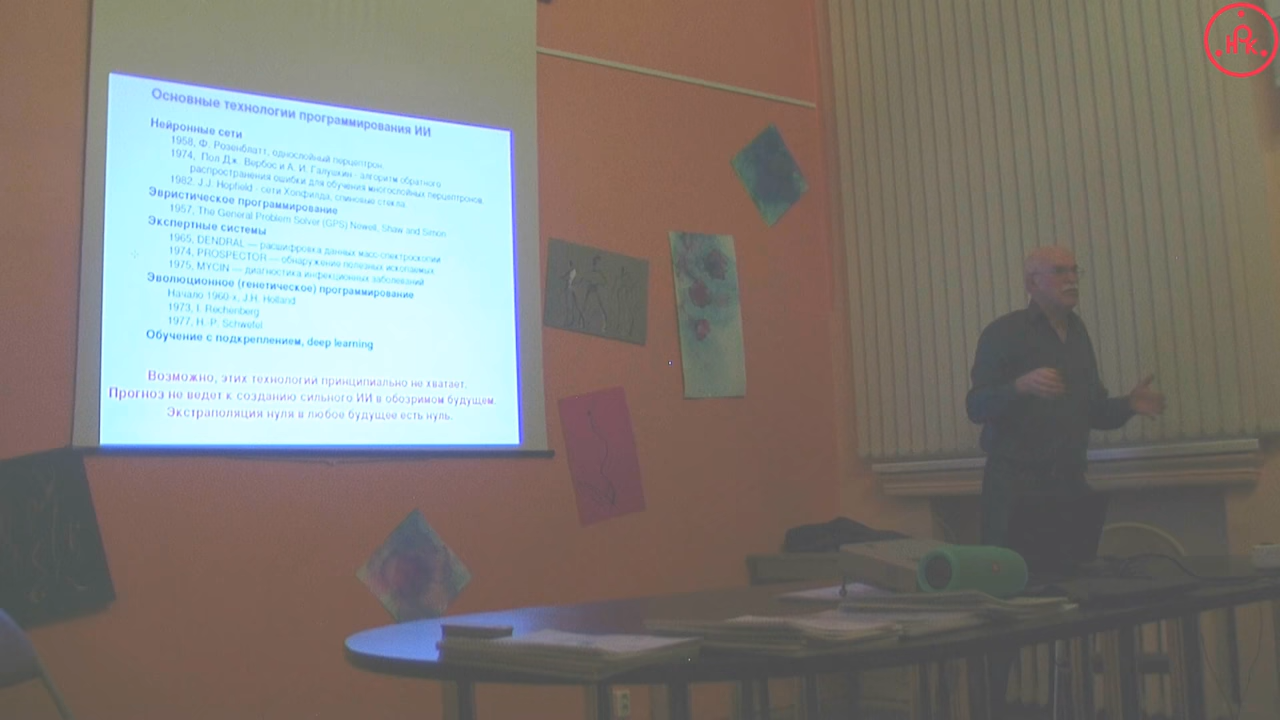 Основные технологии программирования ИИ
Нейронные сети
1958, Ф. Розенблатт, однослойный перцептрон.
1974, Пол Дж. Вербос и А. И. Галушкин - алгоритм обратного
распространения ошибки для обучения многослойных перцептронов.
1982, J.J. Hopfield - сети Хопфилда, спиновые стекла.
Эвристическое программирование
1957, The General Problem Solver (GPS) Newell, Shaw and Simon
Экспертные системы
1965, DENDRAL — расшифровка данных масс-спектроскопии
1974, PROSPECTOR — обнаружение полезных ископаемых
1975, MYCIN — диагностика инфекционных заболеваний
Эволюционное (генетическое) программирование
Начало 1960-х, J.H. Holland
1973, I. Rechenberg
1977, H.-P. Schwefel
Обучение с подкреплением, deep learning
Возможно, этих технологии принципиально не хватает.
Прогноз не ведет к созданию сильного ИИ в обозримом будущем.
Экстраполяция нуля в любое будущее есть нуль.